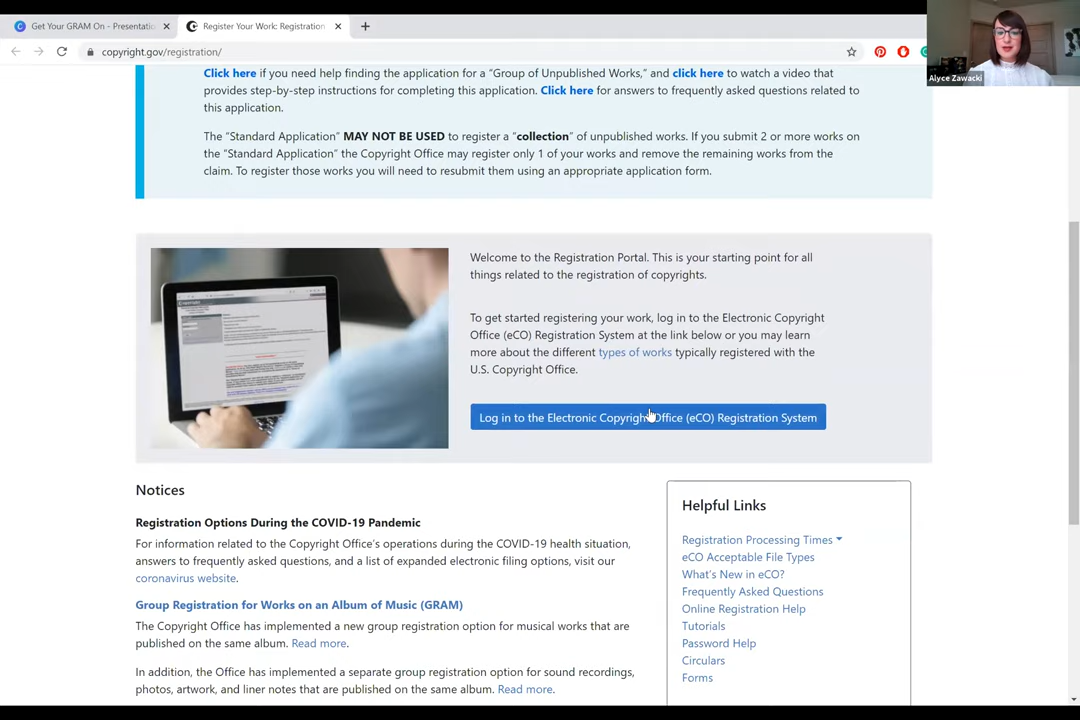 Get Your GRAM On - Presentatio
Register Your Work: Registration
copyright.gov/registration/
Alyce Zawacki
Click here if you need help finding the application for a “Group of Unpublished Works,” and click here to watch a video that
provides step-by-step instructions for completing this application. Click here for answers to frequently asked questions related to
this application.
The “Standard Application” MAY NOT BE USED to register a “collection” of unpublished works. If you submit 2 or more works on
the “Standard Application” the Copyright Office may register only 1 of your works and remove the remaining works from the
claim. To register those works you will need to resubmit them using an appropriate application form.
Welcome to the Registration Portal. This is your starting point for all
things related to the registration of copyrights.
To get started registering your work, log in to the Electronic Copyright
Office (eCO) Registration System at the link below or you may learn
more about the different types of works typically registered with the
U.S. Copyright Office.
Log in to the Electronic Copyright Office (eCO) Registration System
Notices
Registration Options During the COVID-19 Pandemic
For information related to the Copyright Office's operations during the COVID-19 health situation,
answers to frequently asked questions, and a list of expanded electronic filing options, visit our
coronavirus website.
Group Registration for Works on an Album of Music (GRAM)
The Copyright Office has implemented a new group registration option for musical works that are
published on the same album. Read more.
In addition, the Office has implemented a separate group registration option for sound recordings,
photos, artwork, and liner notes that are published on the same album. Read more.
Helpful Links
Registration Processing Times
eCO Acceptable File Types
What's New in eCO?
Frequently Asked Questions
Online Registration Help
Tutorials
Password Help
Circulars
Forms